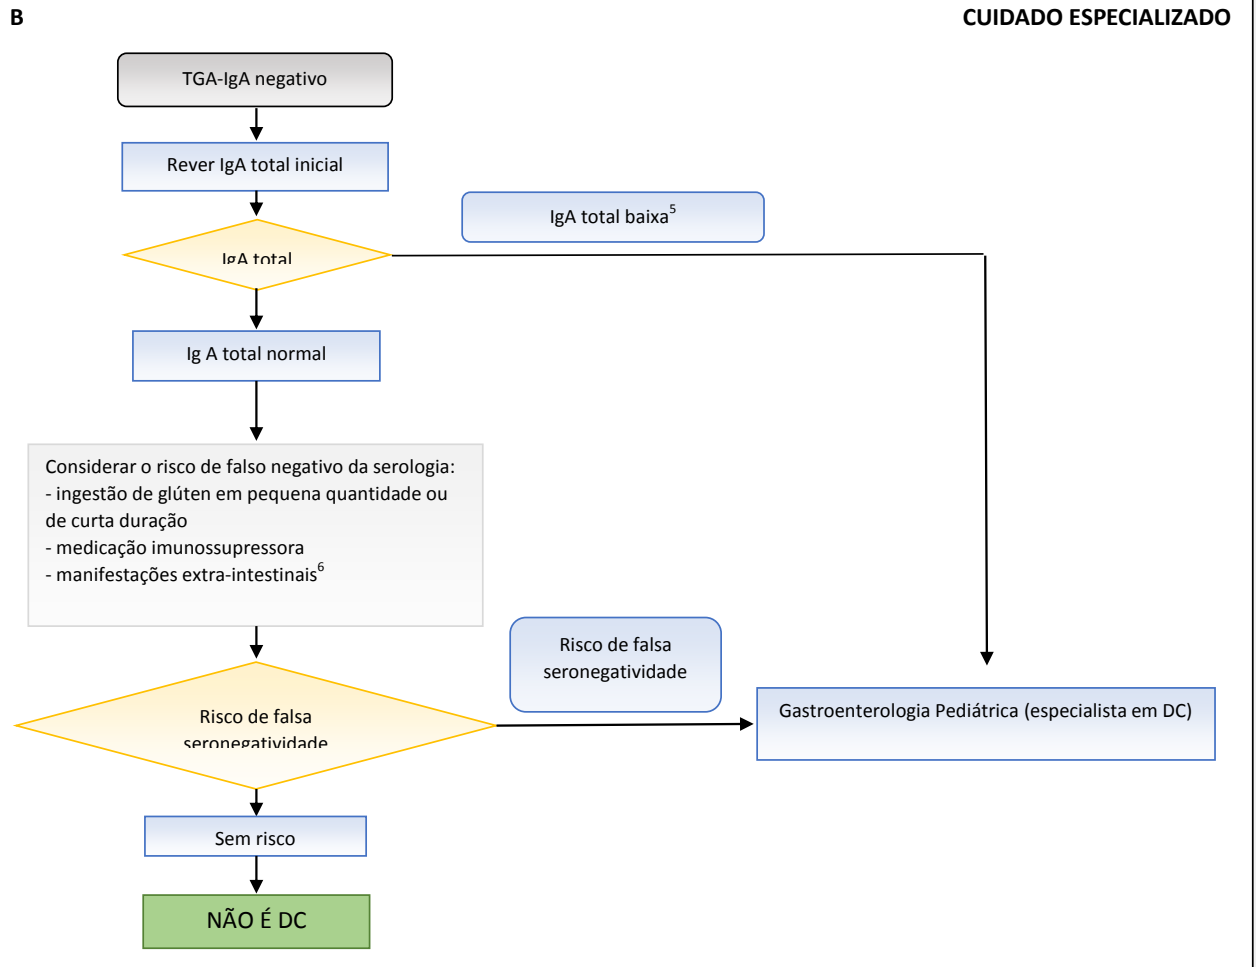 B
CUIDADO ESPECIALIZADO
TGA-IgA negativo
Rever IgA total inicial
IgA total baixa5
IgA total
Ig A total normal
Considerar o risco de falso negativo da serologia:
- ingestão de glúten em pequena quantidade ou
de curta duração
- medicação imunossupressora
- manifestações extra-intestinais6
Risco de falsa
seronegatividade
Risco de falsa
seronegatividade
Gastroenterologia Pediátrica (especialista em DC)
Sem risco
NÃO É DC